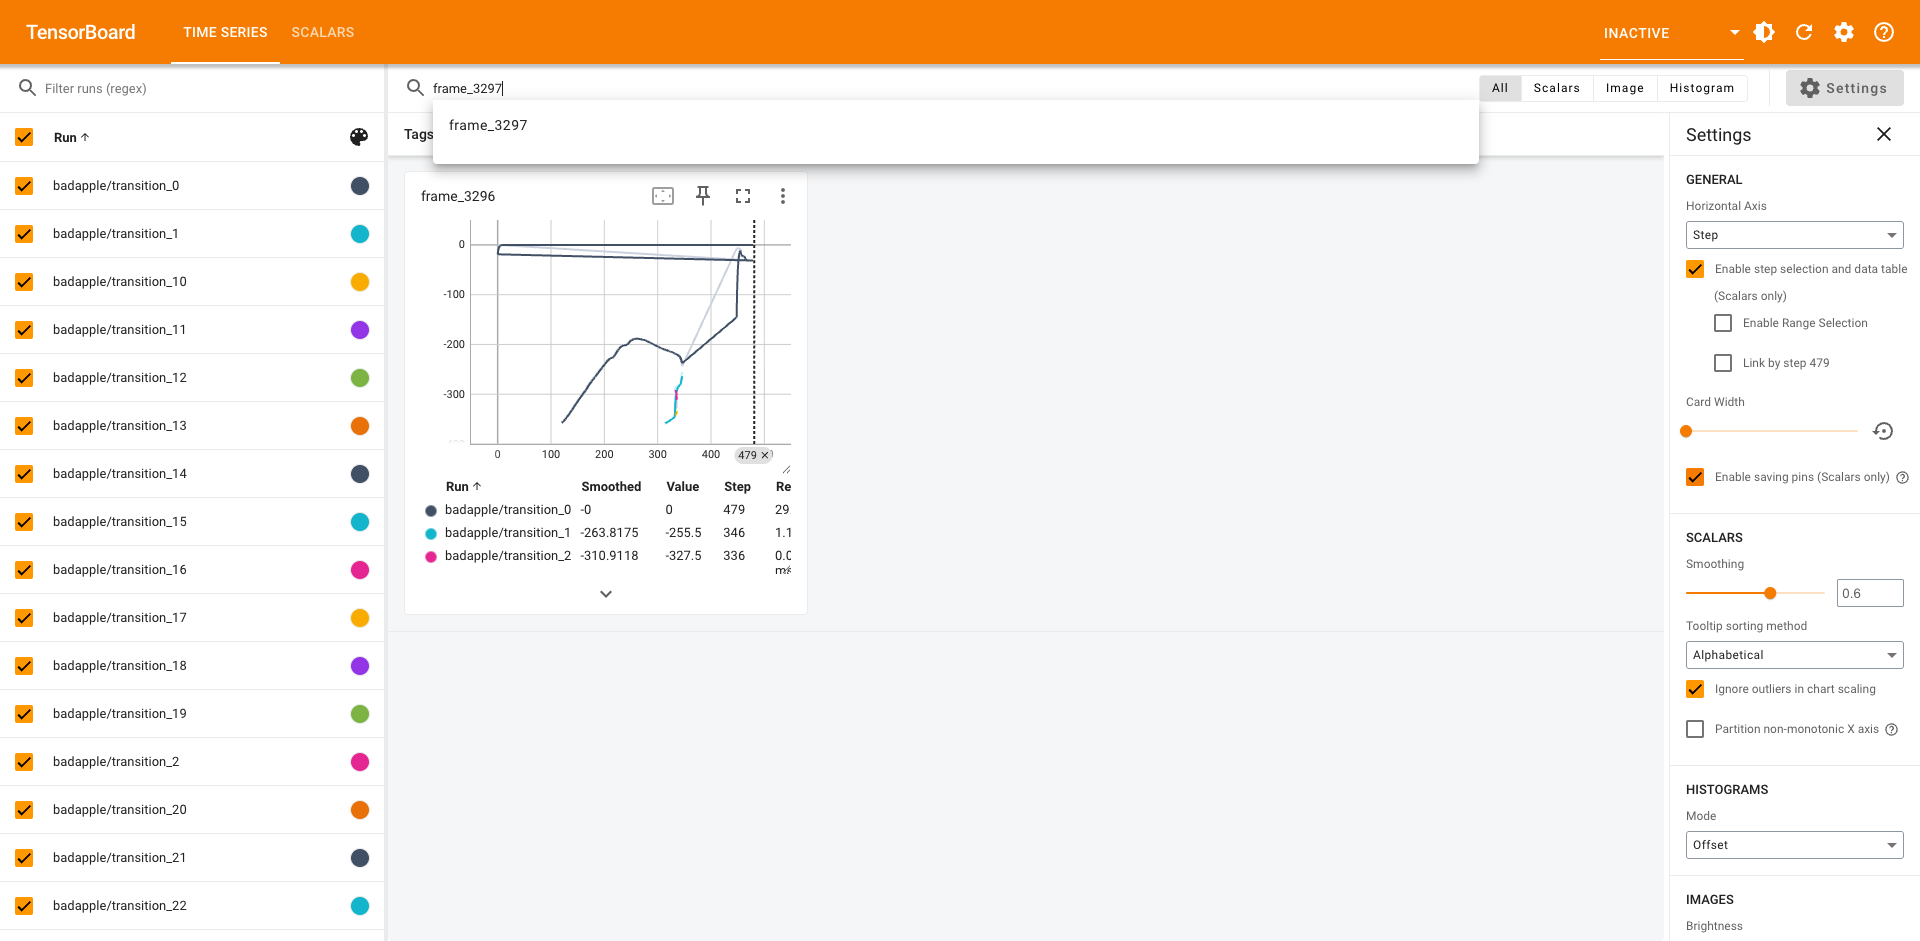 TensorBoard
TIME SERIES
SCALARS
INACTIVE
Filter runs (regex)
frame_3297
All
Scalars
Image
Histogram
Settings
Run
badapple/transition_0
badapple/transition_1
badapple/transition_10
badapple/transition_11
badapple/transition_12
badapple/transition_13
badapple/transition_14
badapple/transition_15
badapple/transition_16
badapple/transition_17
badapple/transition_18
badapple/transition_19
badapple/transition_2
badapple/transition_20
badapple/transition_21
badapple/transition_22
frame_3297
Tags
frame_3296
0
-100
-200
-300
0 100 200 300 400 479
Run Smoothed Value Step Re
badapple/transition_0 -0 0 479 29.
badapple/transition_1 -263.8175 -255.5 346 1.1
badapple/transition_2 -310.9118 -327.5 336 0.0
Settings
GENERAL
Horizontal Axis
Step
Enable step selection and data table
(Scalars only)
Enable Range Selection
Link by step 479
Card Width
Enable saving pins (Scalars only)
SCALARS
Smoothing
0.6
Tooltip sorting method
Alphabetical
Ignore outliers in chart scaling
Partition non-monotonic X axis
HISTOGRAMS
Mode
Offset
IMAGES
Brightness